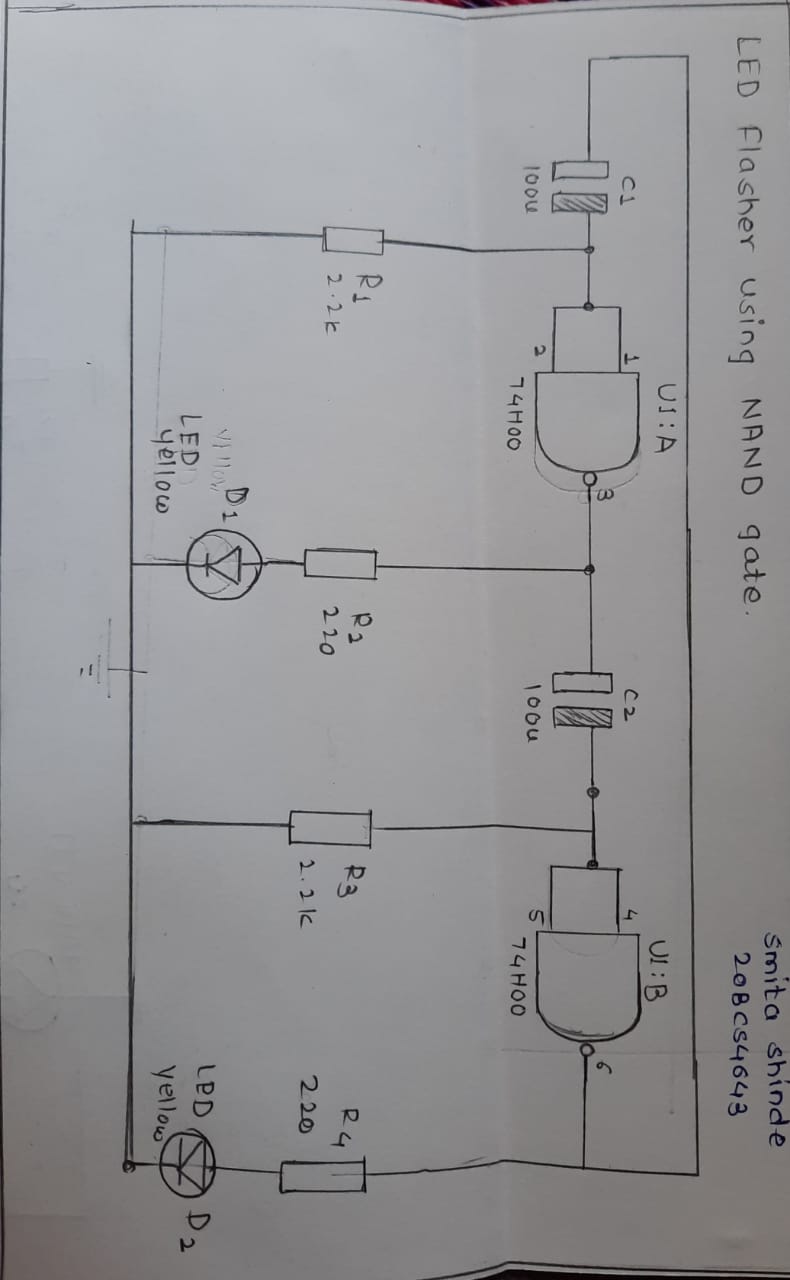 smita shinde
20BCS4643
LED flasher using NAND gate.
U1:A
U1:B
C1
1
3
C2
4
6
100u
2
74H00
100u
5
74H00
R1
2.2k
R2
220
R3
2.2k
R4
220
yellow
D1
LED
yellow
LED
yellow
D2